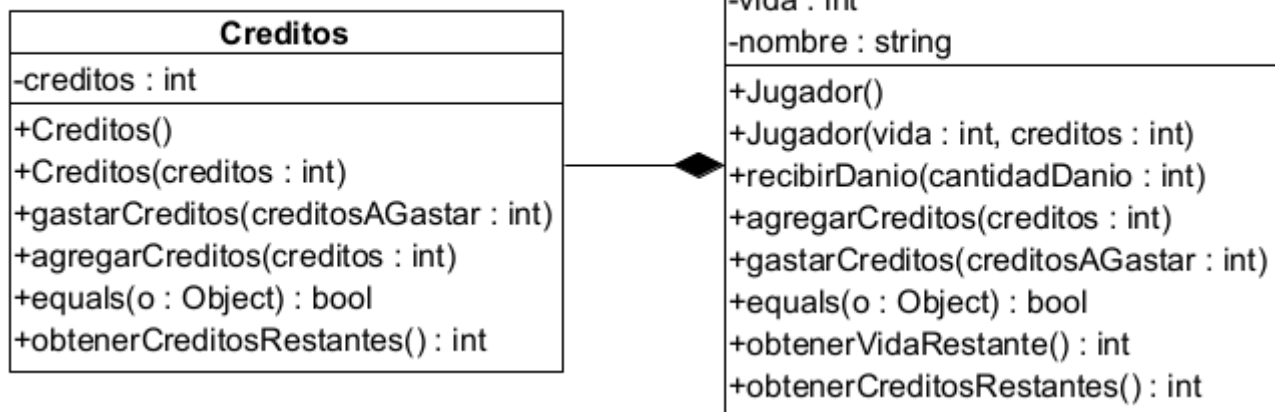 Creditos
-creditos : int
+Creditos()
+Creditos(creditos : int)
+gastarCreditos(creditosAGastar : int)
+agregarCreditos(creditos : int)
+equals(o : Object) : bool
+obtenerCreditosRestantes() : int
-vida : int
-nombre : string
+Jugador()
+Jugador(vida : int, creditos : int)
+recibirDanio(cantidadDanio : int)
+agregarCreditos(creditos : int)
+gastarCreditos(creditosAGastar : int)
+equals(o : Object) : bool
+obtenerVidaRestante() : int
+obtenerCreditosRestantes() : int